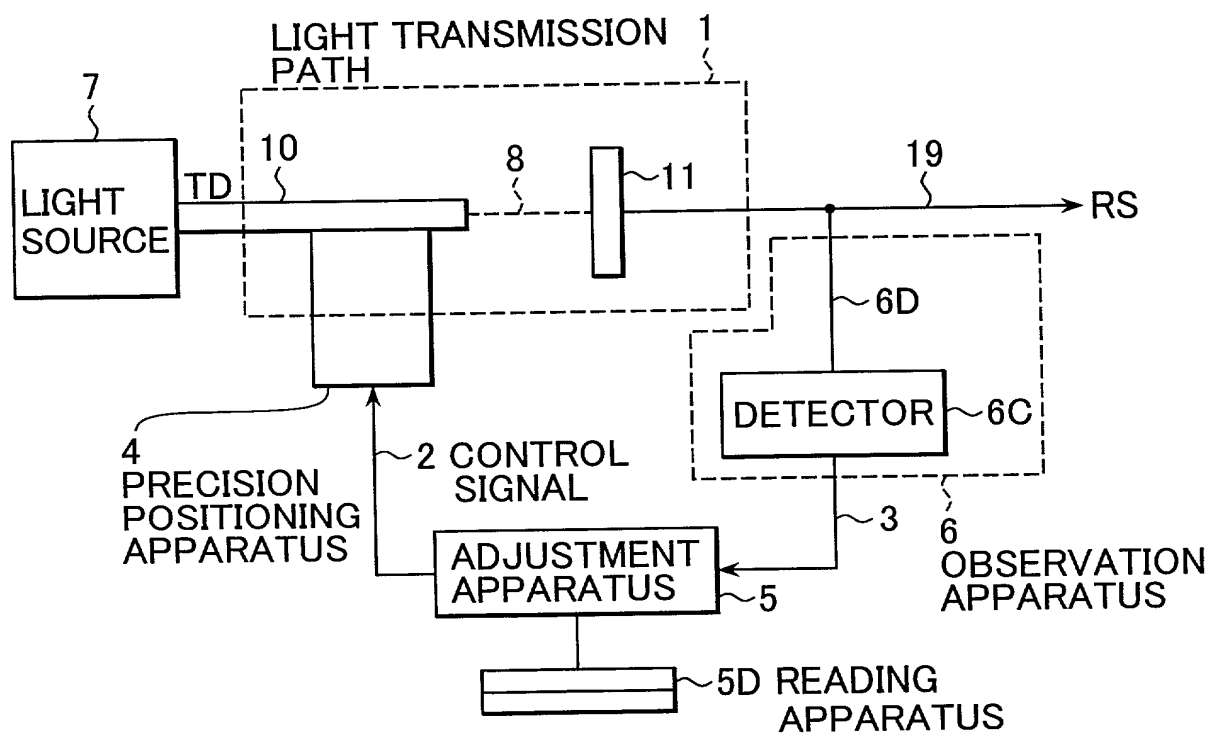 LIGHT TRANSMISSION
PATH
1
7
10
TD
8
11
19
LIGHT
SOURCE
RS
6D
DETECTOR
6C
4
PRECISION
POSITIONING
APPARATUS
2 CONTROL
SIGNAL
3
6
OBSERVATION
APPARATUS
ADJUSTMENT
APPARATUS
5
5D READING
APPARATUS